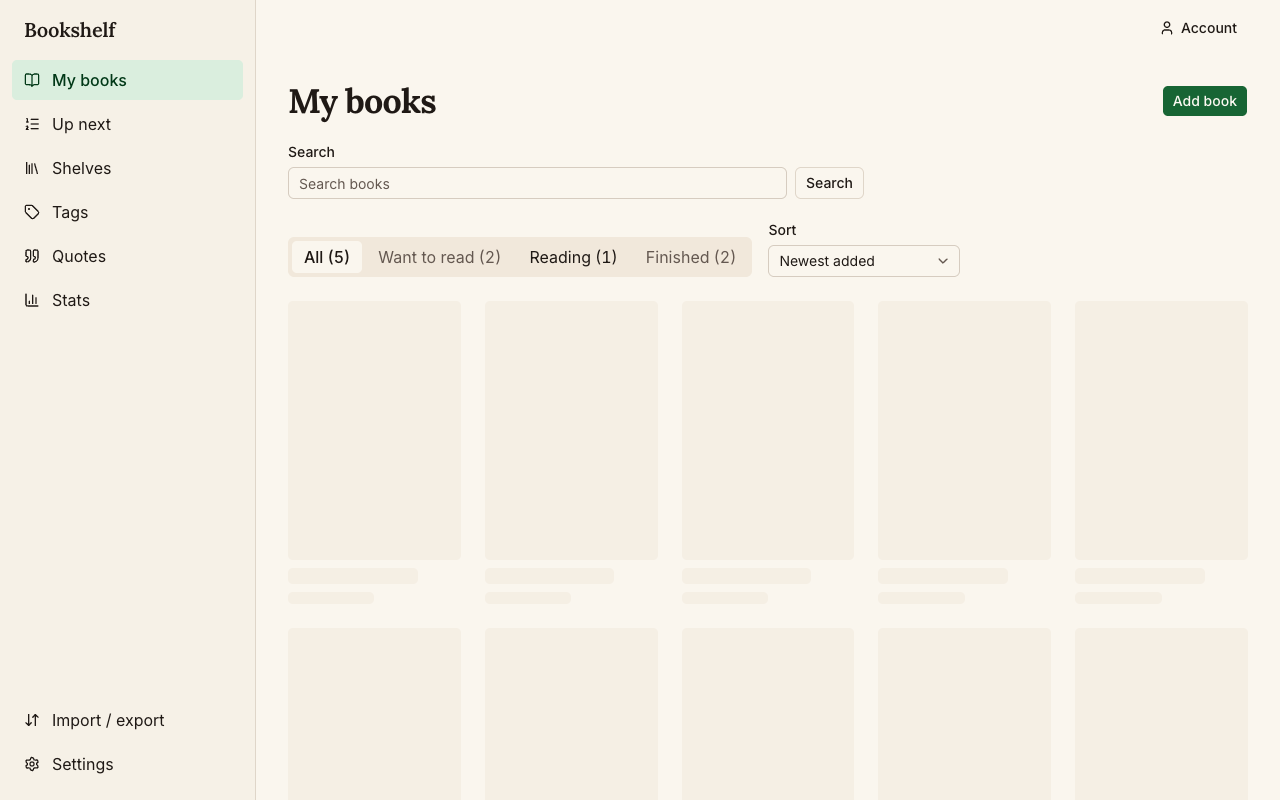 Bookshelf
My books
Up next
Shelves
Tags
Quotes
Stats
Import / export
Settings
Account
My books
Add book
Search
Search books
Search
All (5)
Want to read (2)
Reading (1)
Finished (2)
Sort
Newest added